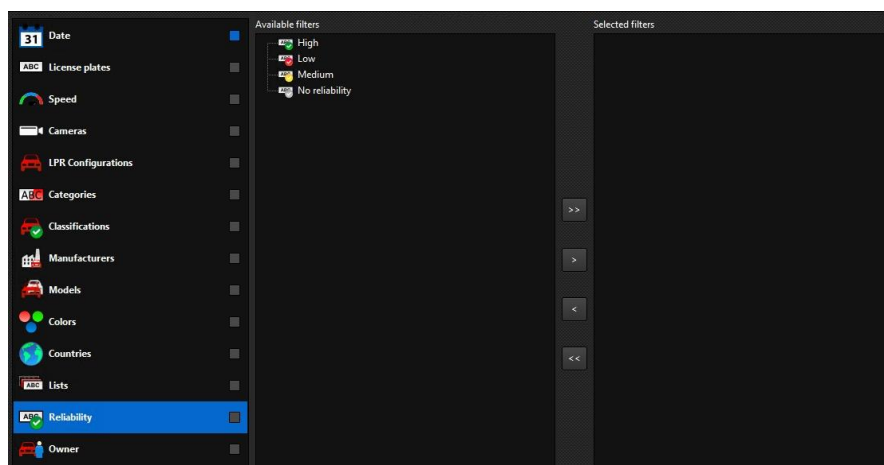 Available filters
Selected filters
31 Date
ABC License plates
Speed
Cameras
LPR Configurations
ABC Categories
Classifications
Manufacturers
Models
Colors
Countries
ABC Lists
ABC Reliability
Owner
High
Low
Medium
No reliability
>>
>
<
<<